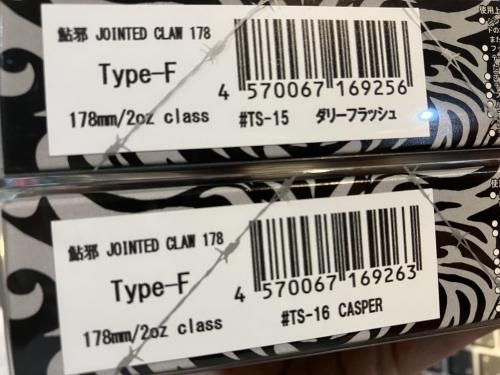 鮎邪 JOINTED CLAW 178
Type-F
178mm/2oz class
4 570067 169256
#TS-15 ダリーフラッシュ
鮎邪 JOINTED CLAW 178
Type-F
178mm/2oz class
4 570067 169263
#TS-16 CASPER